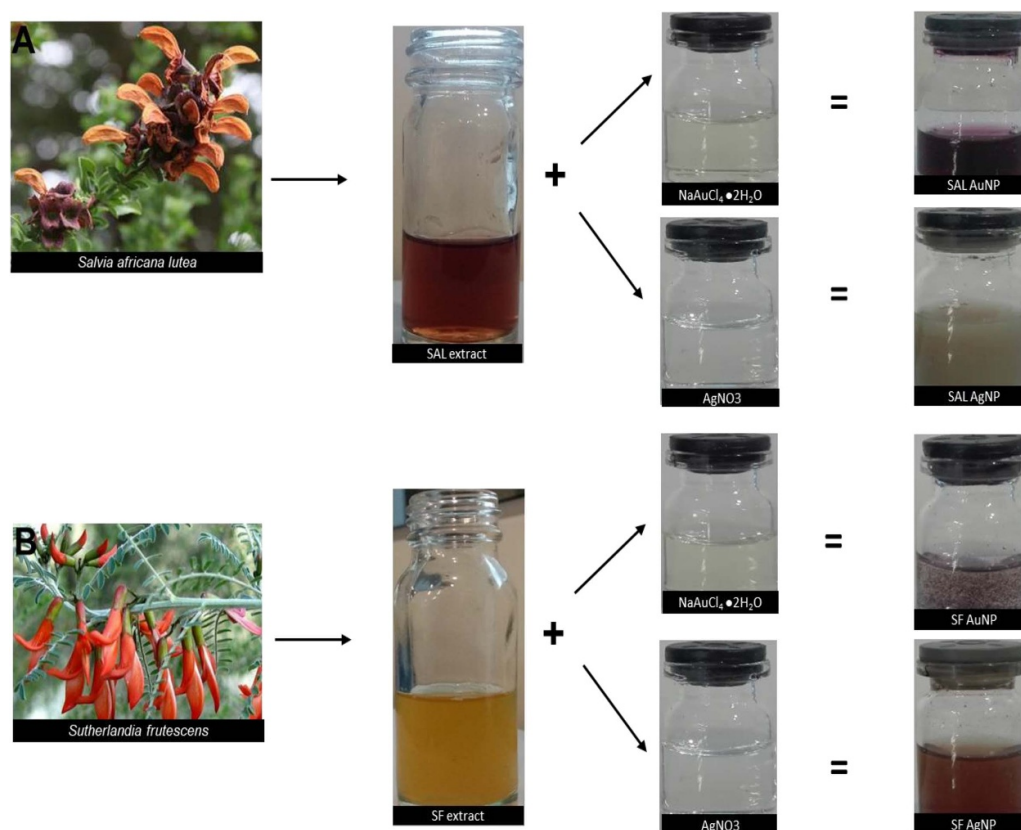 A
Salvia africana lutea
SAL extract
+
NaAuCl₄●2H₂O
=
SAL AuNP
AgNO3
=
SAL AgNP
B
Sutherlandia frutescens
SF extract
+
NaAuCl₄●2H₂O
=
SF AuNP
AgNO3
=
SF AgNP